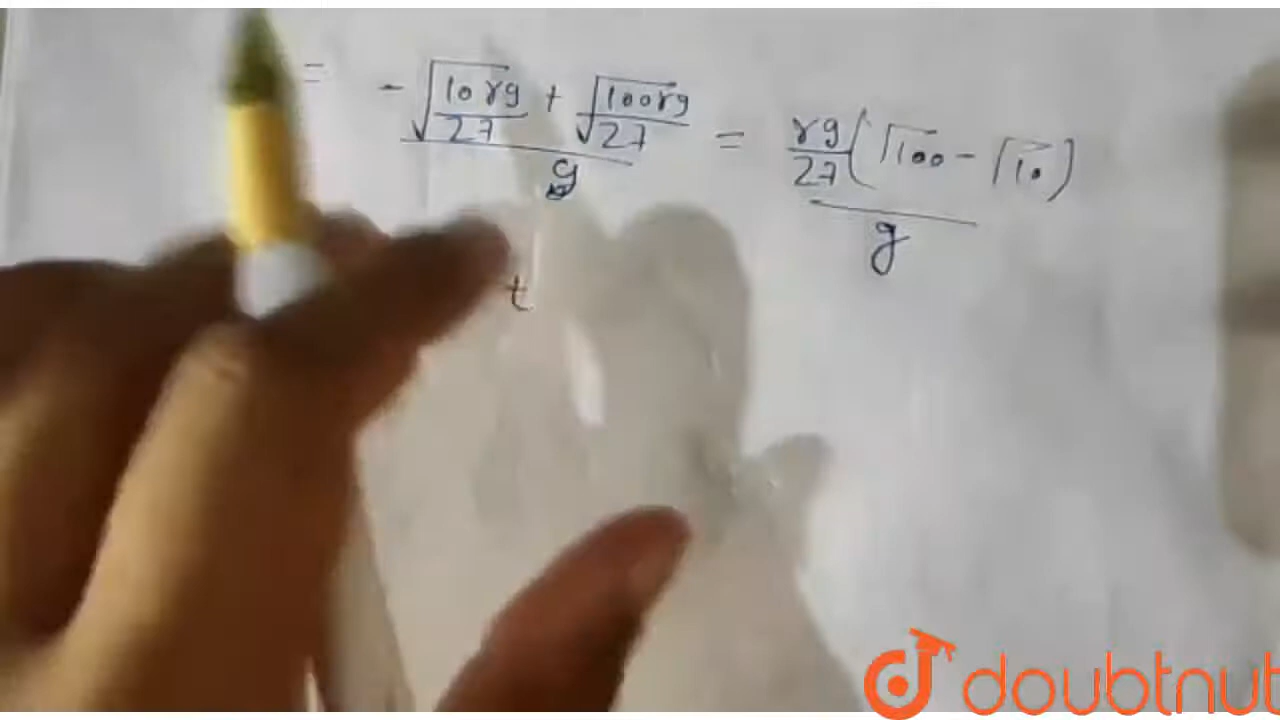 = (-√(10rg/27) + √(100rg/27))/g = (rg/27(√100 - √10))/g
t
doubtnut